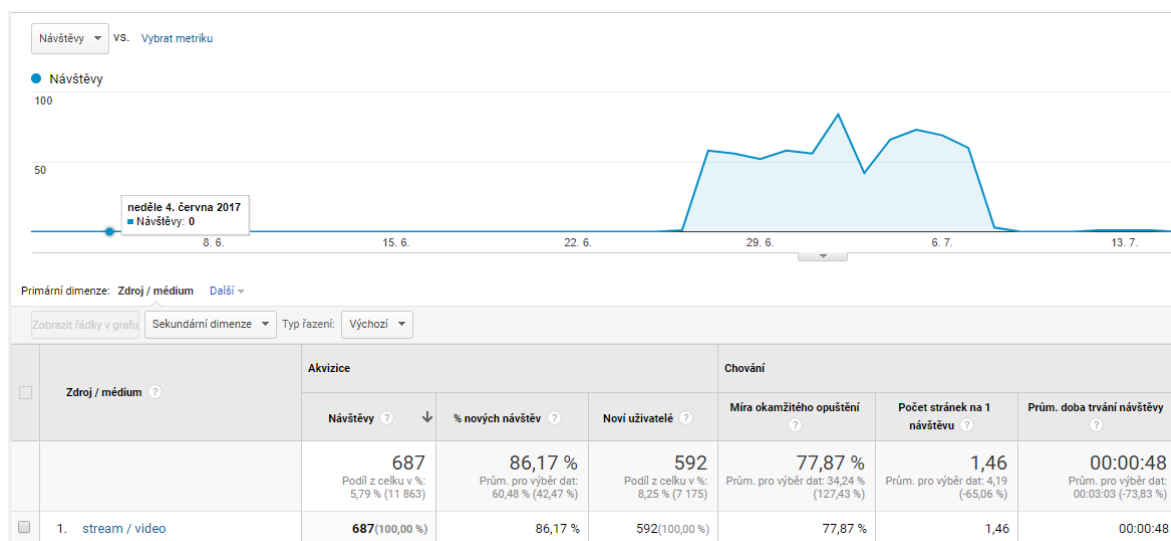 Návštěvy VS. Vybrat metriku
Návštěvy
100
50
neděle 4. června 2017
Návštěvy: 0
8. 6. 15. 6. 22. 6. 29. 6. 6. 7. 13. 7.
Primární dimenze: Zdroj / médium Další
Zobrazit řádky v grafu Sekundární dimenze Typ řazení: Výchozí
Akvizice Chování
Zdroj / médium ?
Návštěvy ? % nových návštěv ? Noví uživatelé ? Míra okamžitého opuštění ? Počet stránek na 1 návštěvu ? Prům. doba trvání návštěvy ?
687 86,17 % 592 77,87 % 1,46 00:00:48
Podíl z celku v %: Prům. pro výběr dat: Podíl z celku v %: Prům. pro výběr dat: 34,24 % Prům. pro výběr dat: 4,19 Prům. pro výběr dat:
5,79 % (11 863) 60,48 % (42,47 %) 8,25 % (7 175) (127,43 %) (-65,06 %) 00:03:03 (-73,83 %)
1. stream / video 687(100,00 %) 86,17 % 592(100,00 %) 77,87 % 1,46 00:00:48